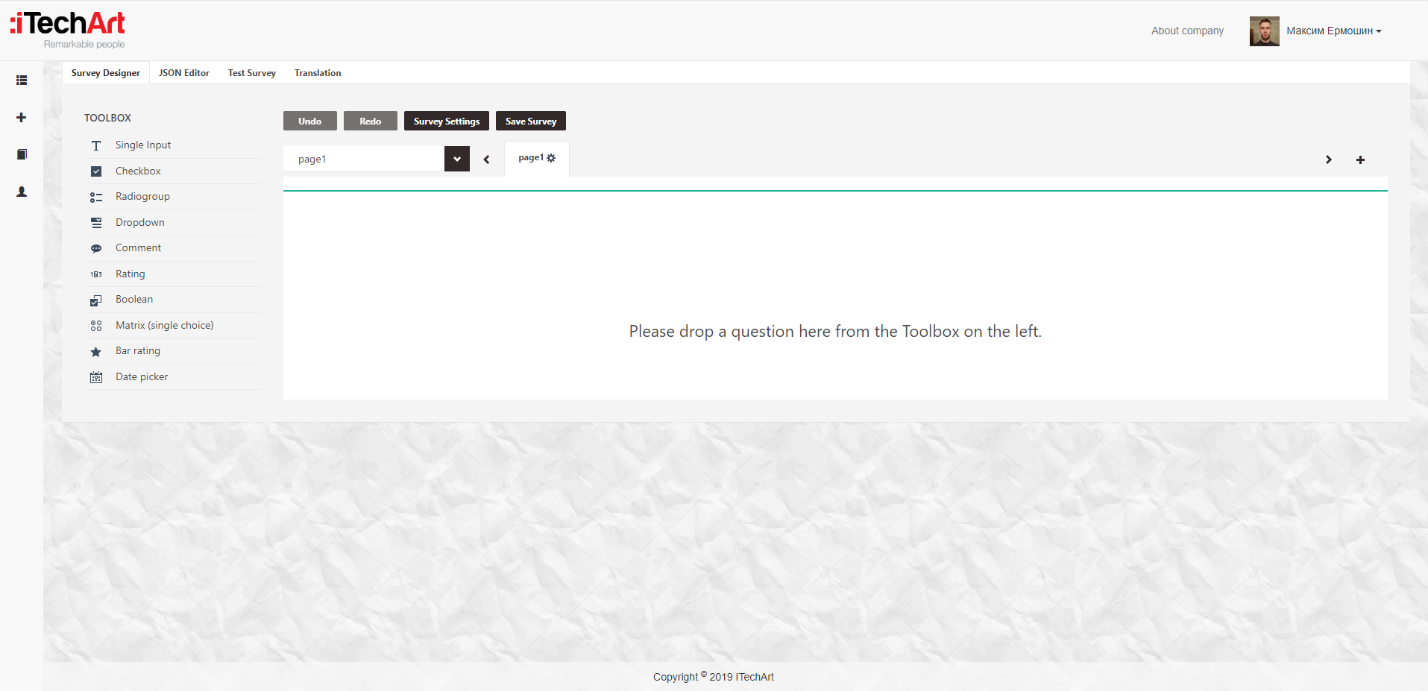 :iTechArt
Remarkable people
About company
Максим Ермошин
Survey Designer
JSON Editor
Test Survey
Translation
TOOLBOX
Single Input
Checkbox
Radiogroup
Dropdown
Comment
Rating
Boolean
Matrix (single choice)
Bar rating
Date picker
Undo
Redo
Survey Settings
Save Survey
page1
page1
Please drop a question here from the Toolbox on the left.
Copyright © 2019 ITechArt